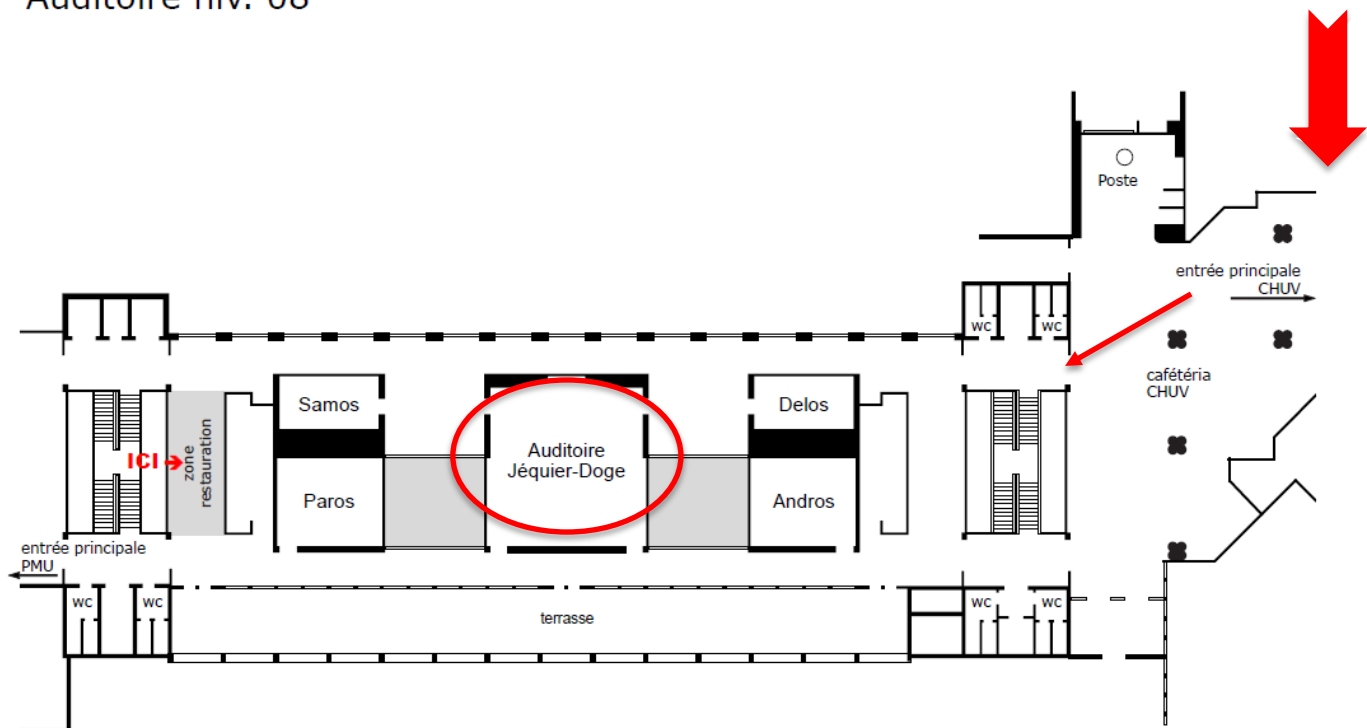 Auditoire niv. 08
Poste
entrée principale
CHUV
wc
wc
cafétéria
CHUV
Samos
Delos
Auditoire
Jéquier-Doge
ICI →
zone
restauration
Paros
Andros
entrée principale
PMU
wc
wc
terrasse
wc
wc